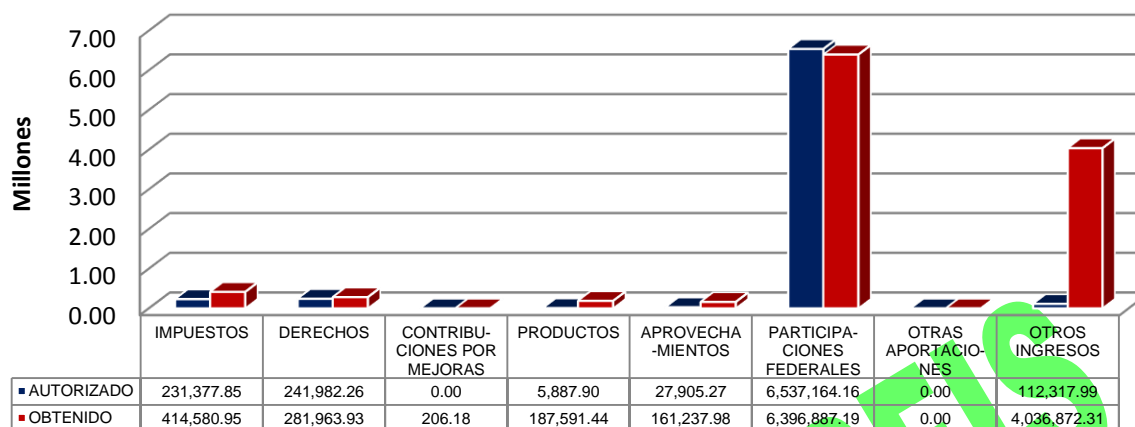 7.00
6.00
5.00
4.00
3.00
2.00
1.00
0.00
Millones
IMPUESTOS DERECHOS CONTRIBU-CIONES POR MEJORAS PRODUCTOS APROVECHA-MIENTOS PARTICIPA-CIONES FEDERALES OTRAS APORTACIO-NES OTROS INGRESOS
AUTORIZADO 231,377.85 241,982.26 0.00 5,887.90 27,905.27 6,537,164.16 0.00 112,317.99
OBTENIDO 414,580.95 281,963.93 206.18 187,591.44 161,237.98 6,396,887.19 0.00 4,036,872.31